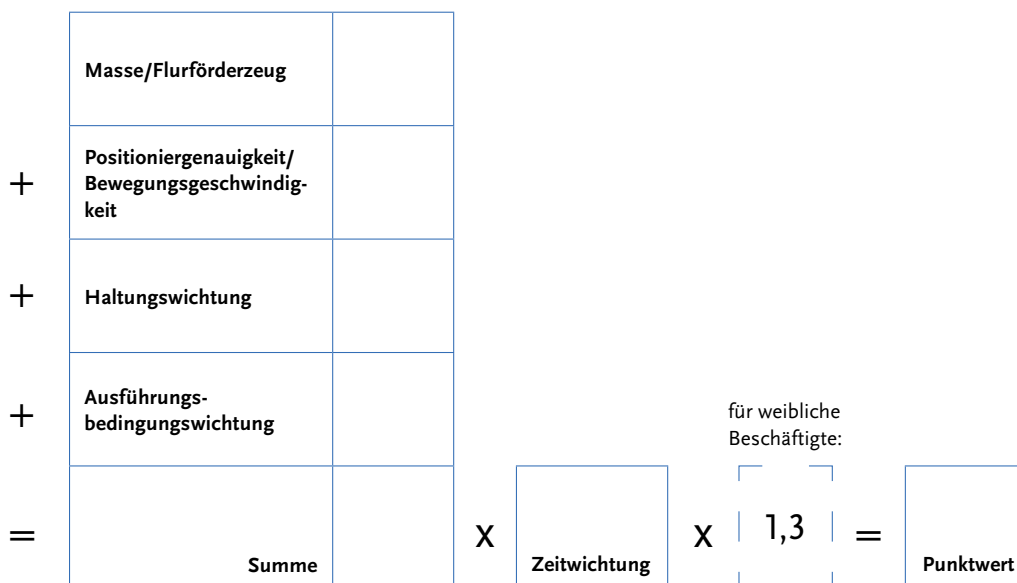 Masse/Flurförderzeug
+
Positioniergenauigkeit/
Bewegungsgeschwindig-
keit
+
Haltungswichtung
+
Ausführungs-
bedingungswichtung
für weibliche
Beschäftigte:
= Summe x Zeitwichtung x 1,3 = Punktwert